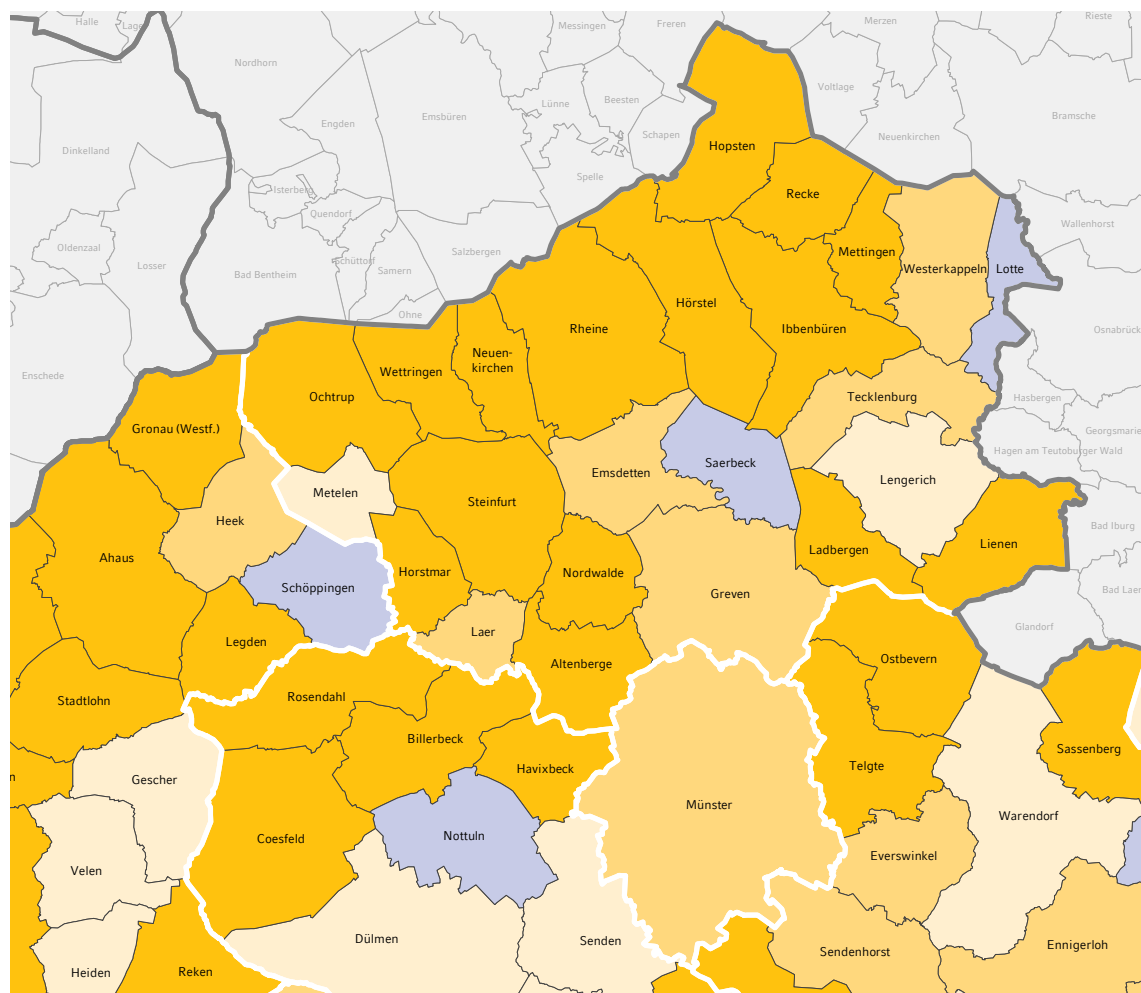 Halle
Lage
Messingen
Freren
Merzen
Rieste
Nordhorn
Lünne
Beesten
Voltlage
Emsbüren
Bramsche
Engden
Schapen
Neuenkirchen
Dinkelland
Hopsten
Spelle
Isterberg
Recke
Quendorf
Wallenhorst
Oldenzaal
Salzbergen
Mettingen
Losser
Schüttorf
Samern
Westerkappeln
Lotte
Bad Bentheim
Hörstel
Ohne
Rheine
Ibbenbüren
Osnabrück
Neuen-
kirchen
Enschede
Wettringen
Ochtrup
Tecklenburg
Hasbergen
Gronau (Westf.)
Georgsmarie
Hagen am Teutoburger Wald
Saerbeck
Emsdetten
Lengerich
Metelen
Steinfurt
Heek
Bad Iburg
Lienen
Ladbergen
Ahaus
Horstmar
Nordwalde
Schöppingen
Greven
Bad Laer
Glandorf
Laer
Legden
Ostbevern
Altenberge
Rosendahl
Stadtlohn
Billerbeck
Sassenberg
Telgte
Havixbeck
n
Gescher
Münster
Warendorf
Nottuln
Coesfeld
Everswinkel
Velen
Dülmen
Senden
Ennigerloh
Sendenhorst
Heiden
Reken